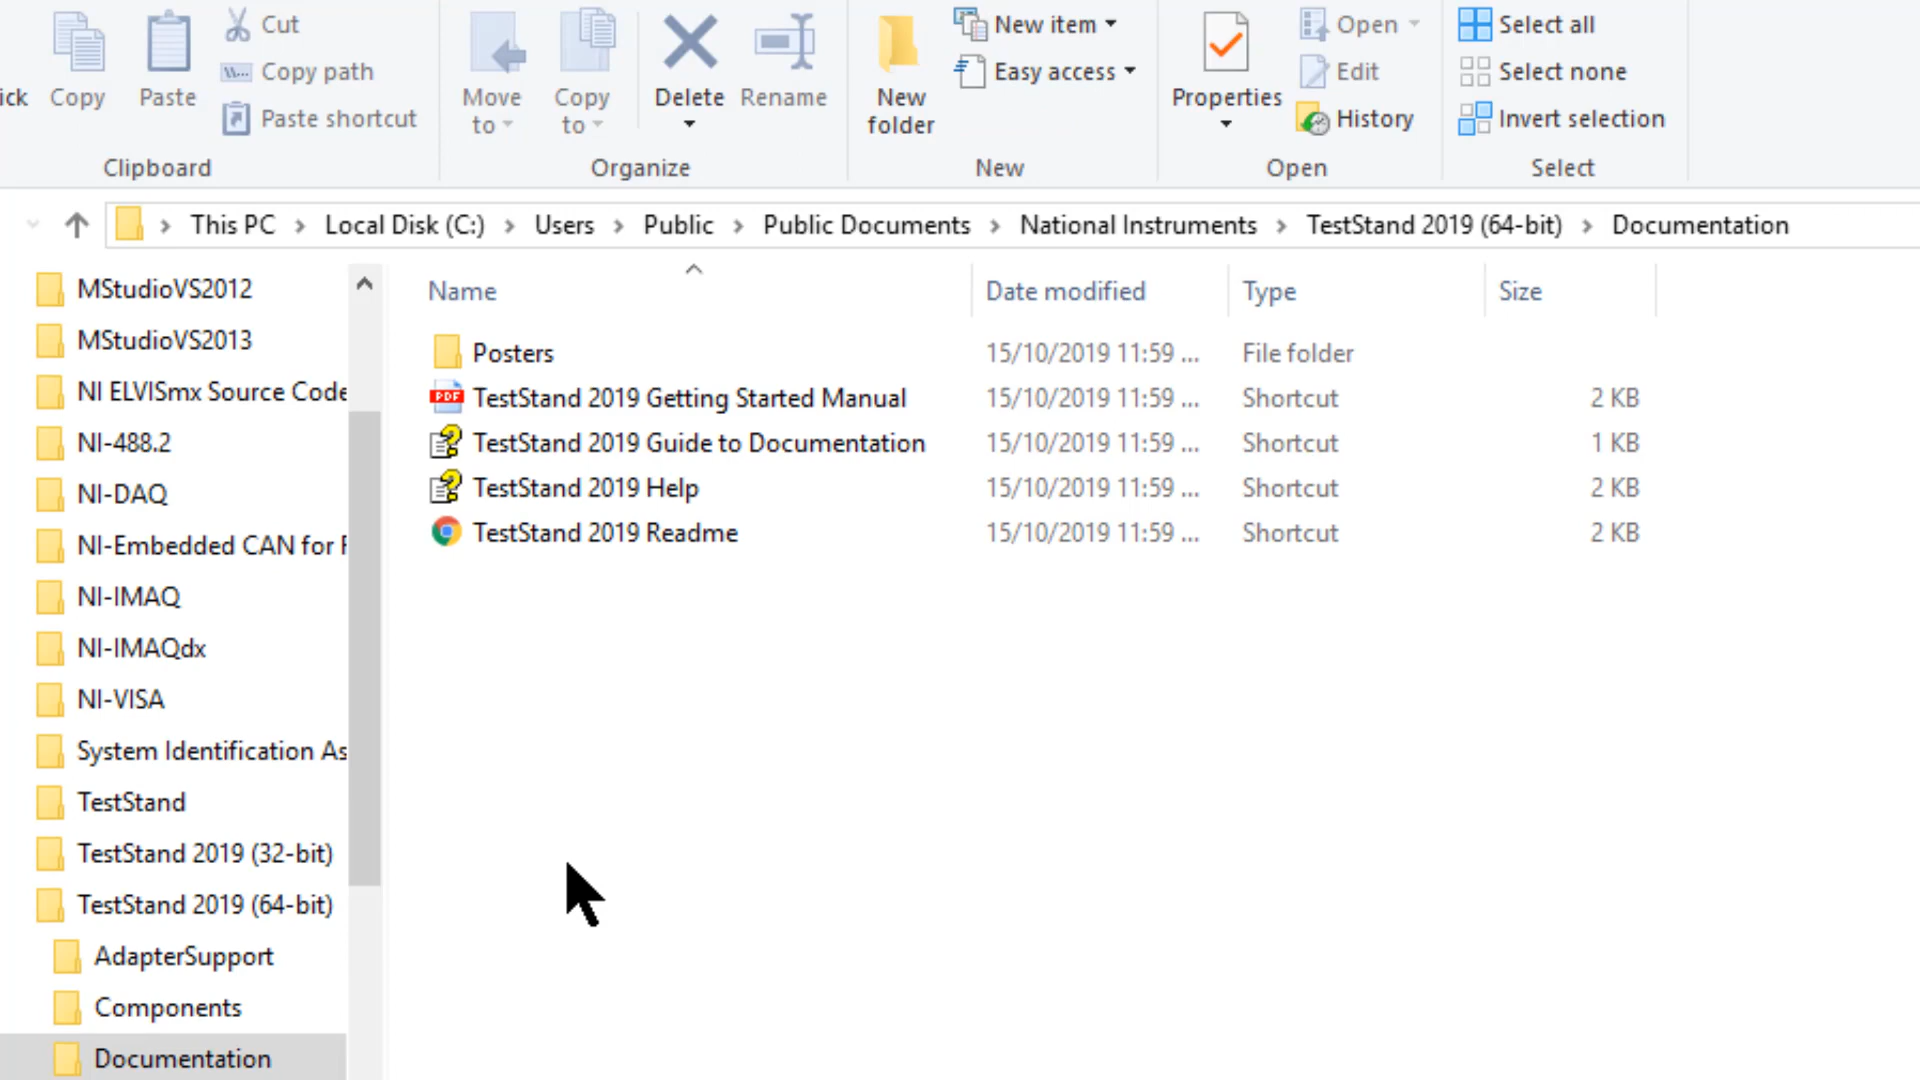 ick
Copy
Paste
Cut
Copy path
Paste shortcut
Clipboard
Move to
Copy to
Delete
Rename
Organize
New folder
New item
Easy access
New
Properties
Open
Edit
History
Open
Select all
Select none
Invert selection
Select
This PC > Local Disk (C:) > Users > Public > Public Documents > National Instruments > TestStand 2019 (64-bit) > Documentation
MStudioVS2012
MStudioVS2013
NI ELVISmx Source Code
NI-488.2
NI-DAQ
NI-Embedded CAN for
NI-IMAQ
NI-IMAQdx
NI-VISA
System Identification As
TestStand
TestStand 2019 (32-bit)
TestStand 2019 (64-bit)
AdapterSupport
Components
Documentation
Name Date modified Type Size
Posters 15/10/2019 11:59 ... File folder
PDF TestStand 2019 Getting Started Manual 15/10/2019 11:59 ... Shortcut 2 KB
TestStand 2019 Guide to Documentation 15/10/2019 11:59 ... Shortcut 1 KB
TestStand 2019 Help 15/10/2019 11:59 ... Shortcut 2 KB
TestStand 2019 Readme 15/10/2019 11:59 ... Shortcut 2 KB